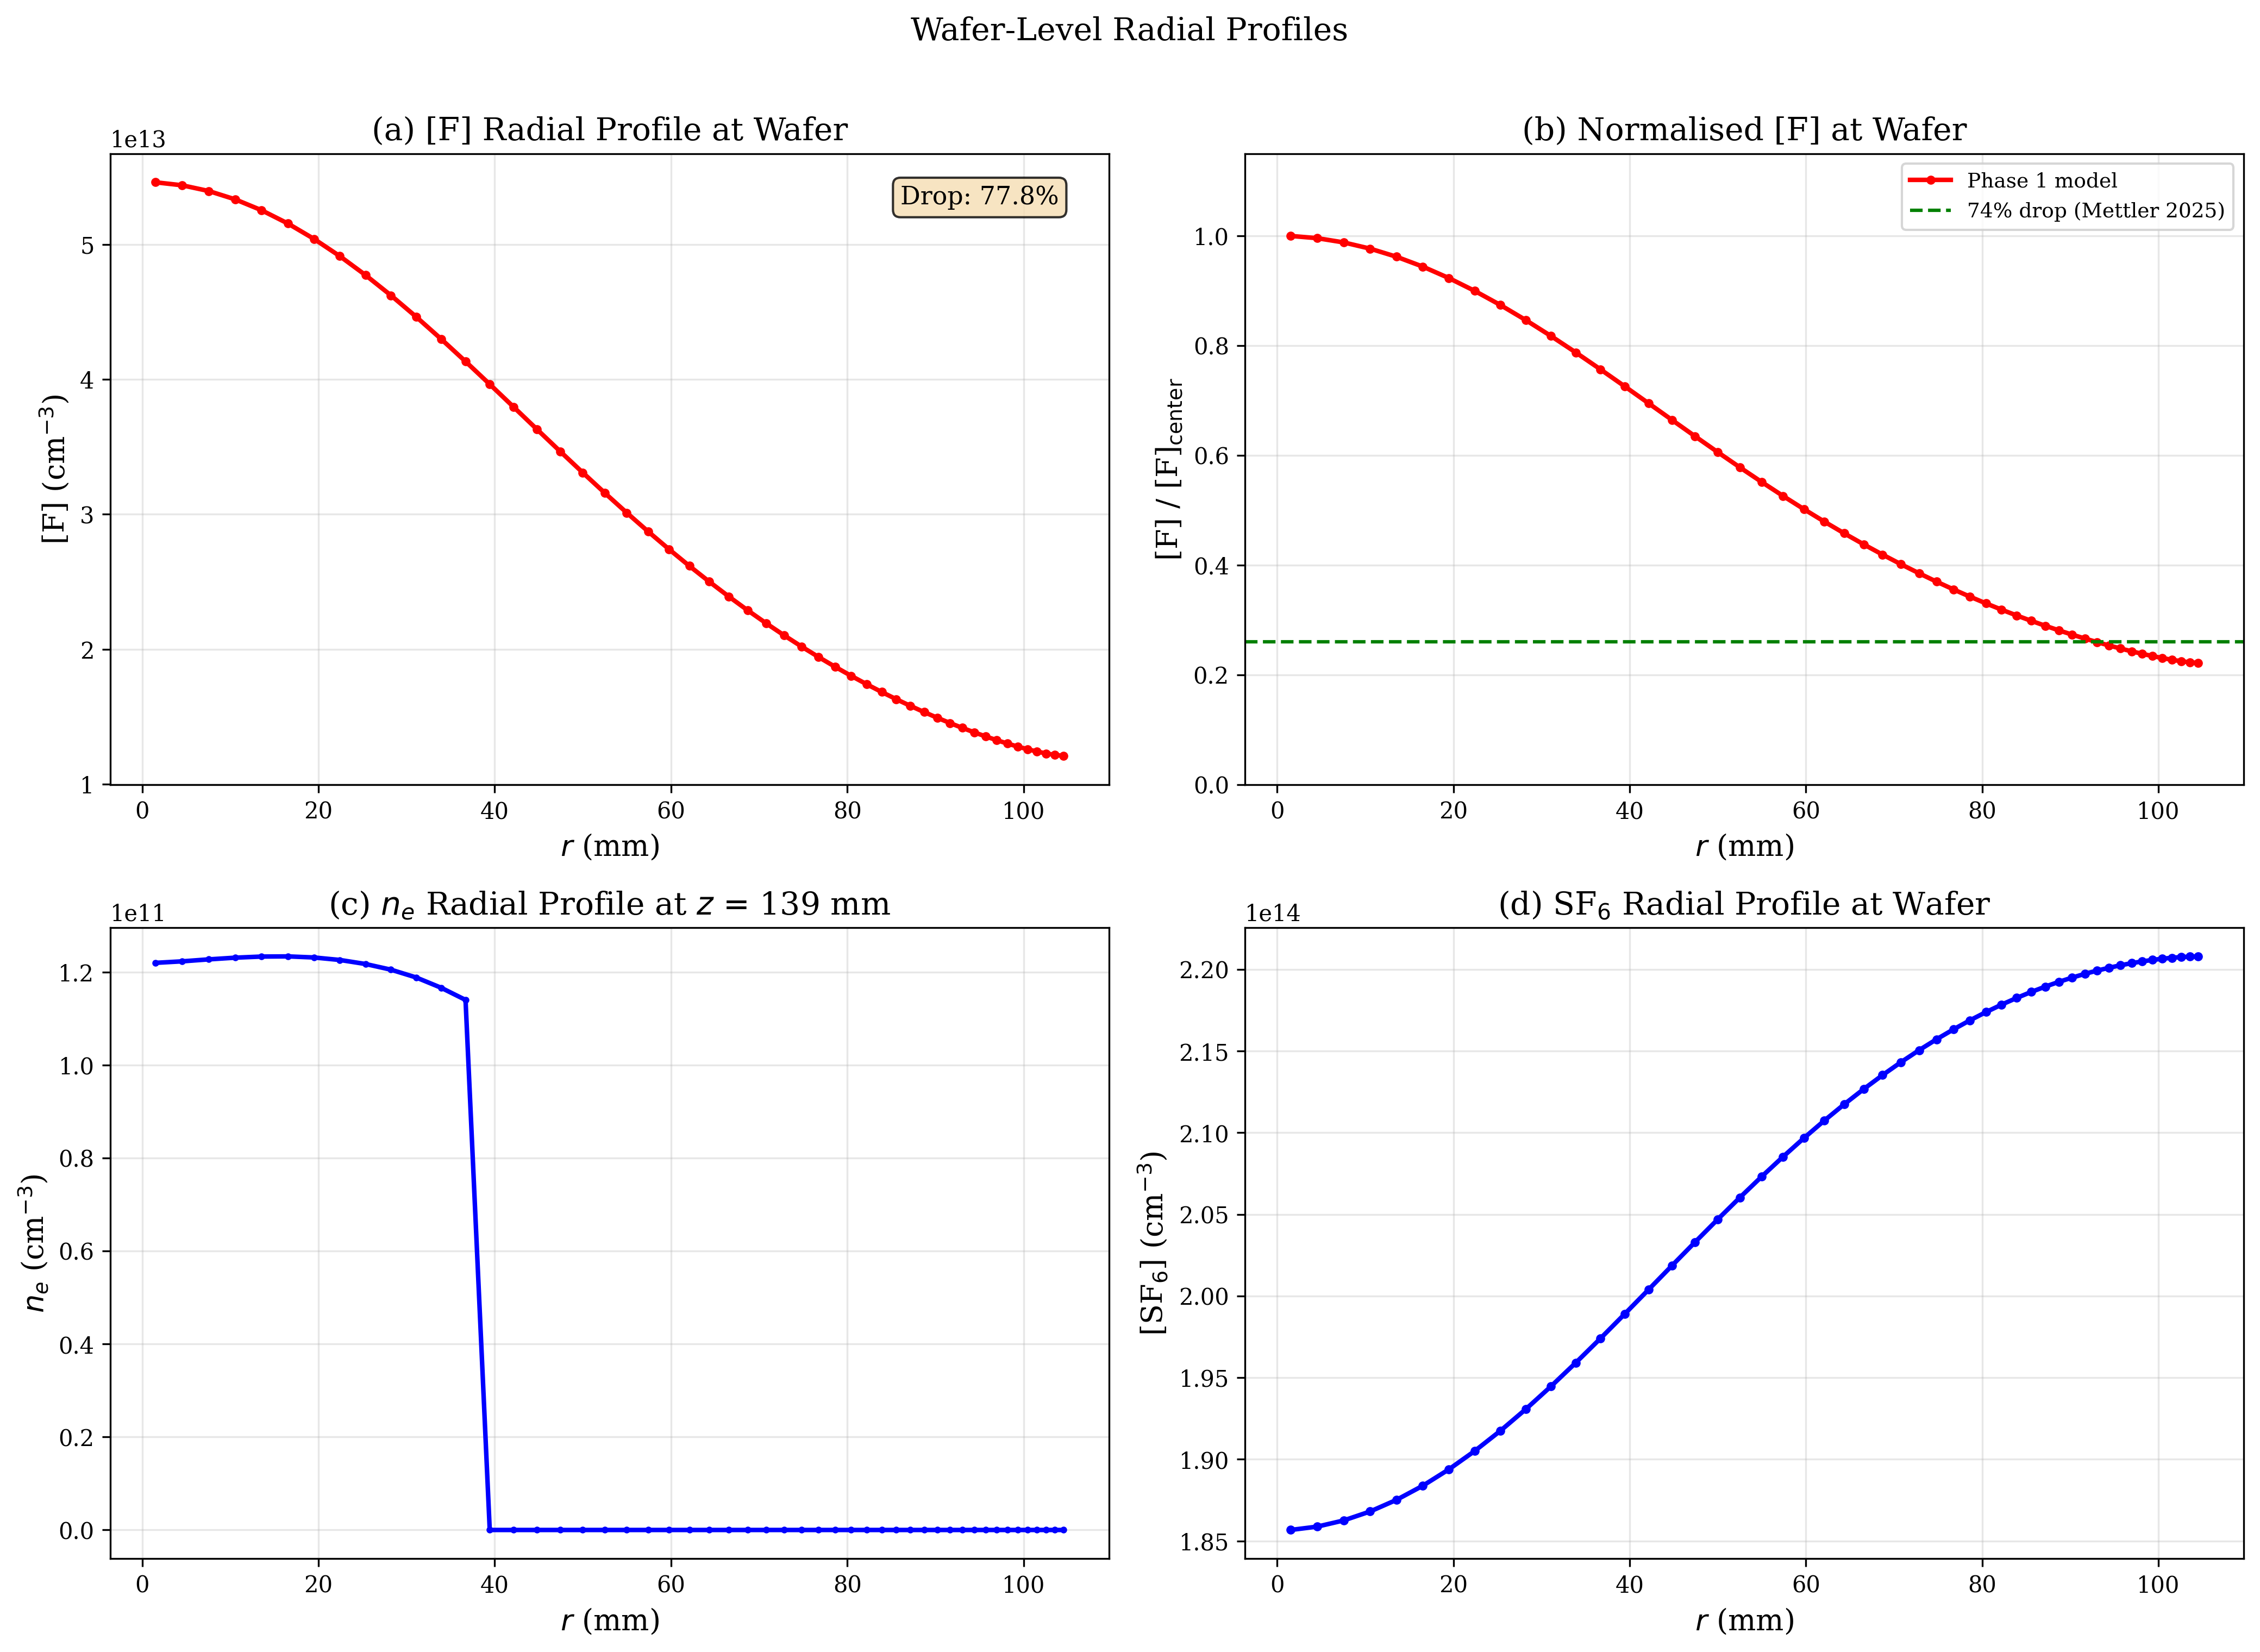 Wafer-Level Radial Profiles
(a) [F] Radial Profile at Wafer
1e13
Drop: 77.8%
5
4
3
2
1
[F] (cm⁻³)
0 20 40 60 80 100
r (mm)
(b) Normalised [F] at Wafer
Phase 1 model
74% drop (Mettler 2025)
1.0
0.8
0.6
0.4
0.2
0.0
[F] / [F]center
0 20 40 60 80 100
r (mm)
(c) nₑ Radial Profile at z = 139 mm
1e11
1.2
1.0
0.8
0.6
0.4
0.2
0.0
nₑ (cm⁻³)
0 20 40 60 80 100
r (mm)
(d) SF₆ Radial Profile at Wafer
1e14
2.20
2.15
2.10
2.05
2.00
1.95
1.90
1.85
[SF₆] (cm⁻³)
0 20 40 60 80 100
r (mm)